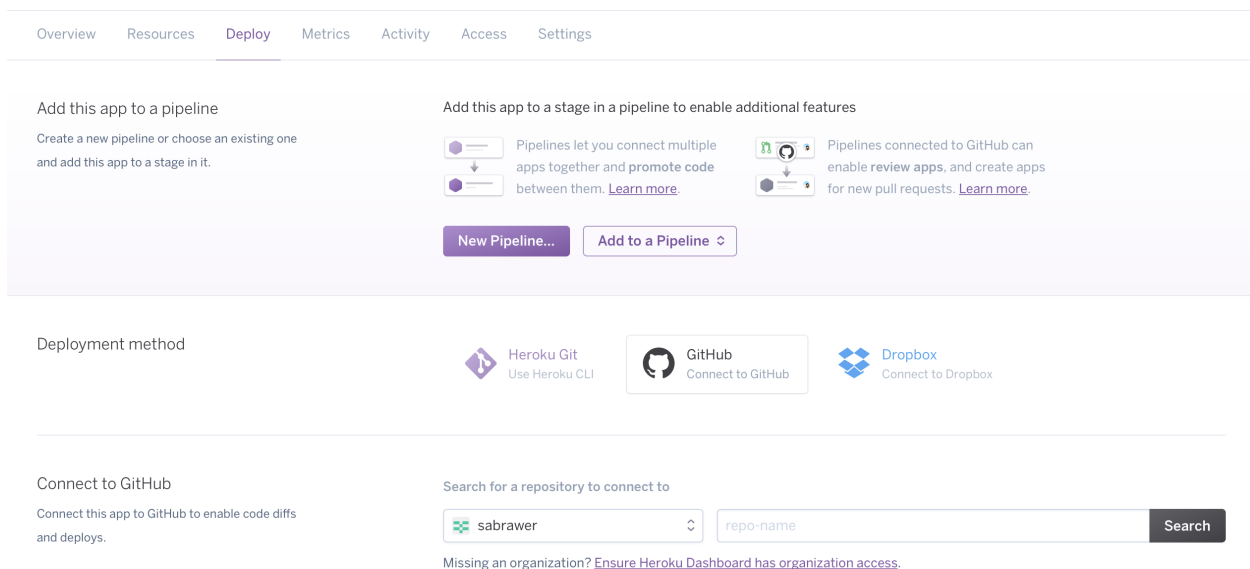 Overview Resources Deploy Metrics Activity Access Settings
Add this app to a pipeline
Create a new pipeline or choose an existing one
and add this app to a stage in it.
Add this app to a stage in a pipeline to enable additional features
Pipelines let you connect multiple
apps together and promote code
between them. Learn more.
Pipelines connected to GitHub can
enable review apps, and create apps
for new pull requests. Learn more.
New Pipeline...
Add to a Pipeline
Deployment method
Heroku Git
Use Heroku CLI
GitHub
Connect to GitHub
Dropbox
Connect to Dropbox
Connect to GitHub
Connect this app to GitHub to enable code diffs
and deploys.
Search for a repository to connect to
sabrawer
repo-name
Search
Missing an organization? Ensure Heroku Dashboard has organization access.